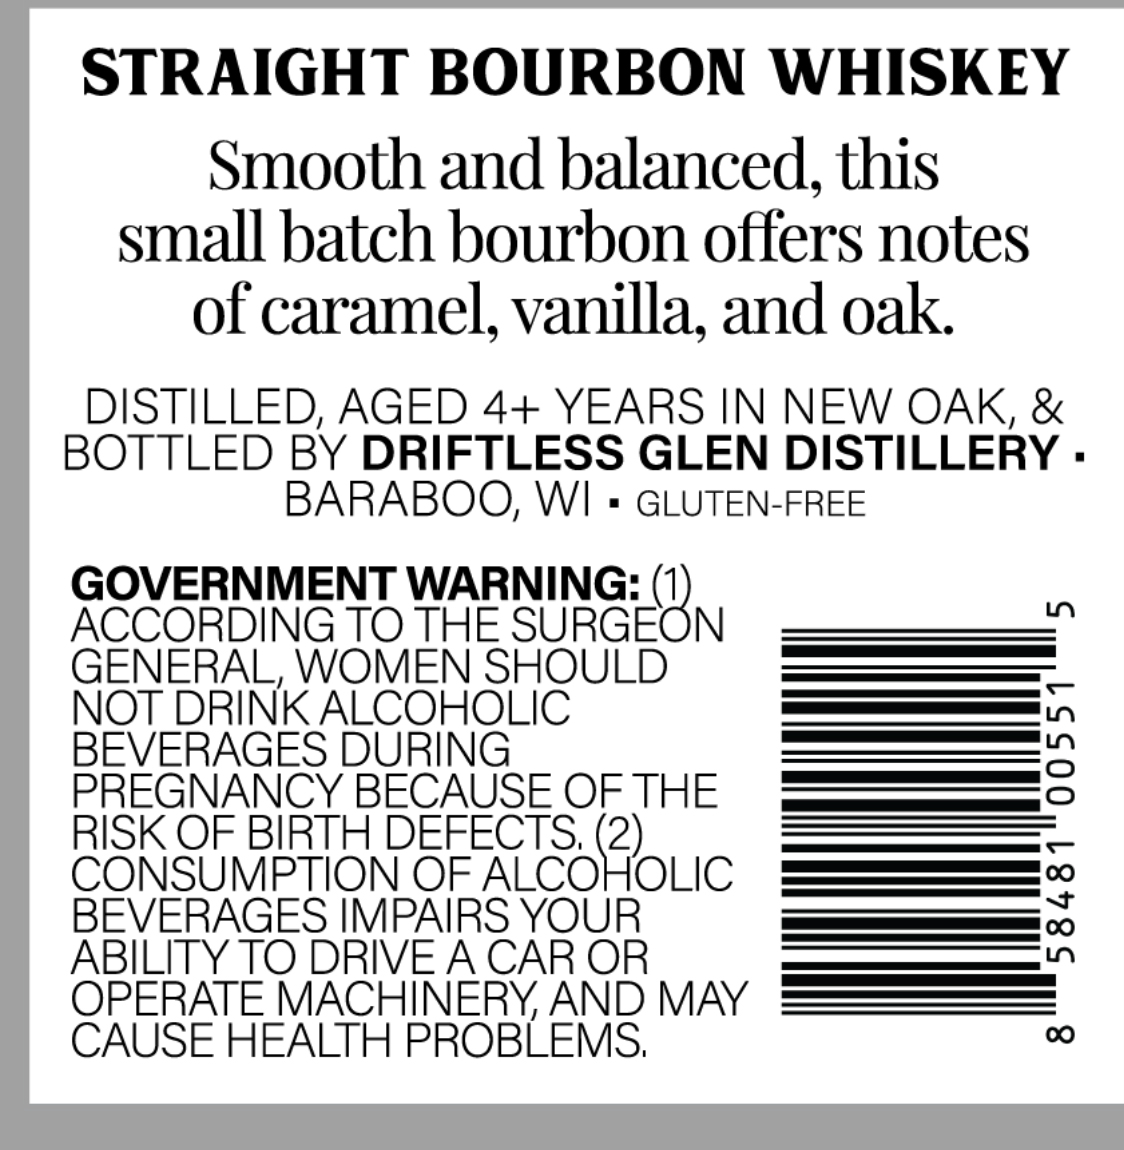 STRAIGHT BOURBON WHISKEY
Smooth and balanced, this
small batch bourbon offers notes
of caramel, vanilla, and oak.
DISTILLED, AGED 4+ YEARS IN NEW OAK, &
BOTTLED BY DRIFTLESS GLEN DISTILLERY ▪
BARABOO, WI ▪ GLUTEN-FREE
GOVERNMENT WARNING: (1)
ACCORDING TO THE SURGEON
GENERAL, WOMEN SHOULD
NOT DRINK ALCOHOLIC
BEVERAGES DURING
PREGNANCY BECAUSE OF THE
RISK OF BIRTH DEFECTS. (2)
CONSUMPTION OF ALCOHOLIC
BEVERAGES IMPAIRS YOUR
ABILITY TO DRIVE A CAR OR
OPERATE MACHINERY, AND MAY
CAUSE HEALTH PROBLEMS.
8 58481 00551 5